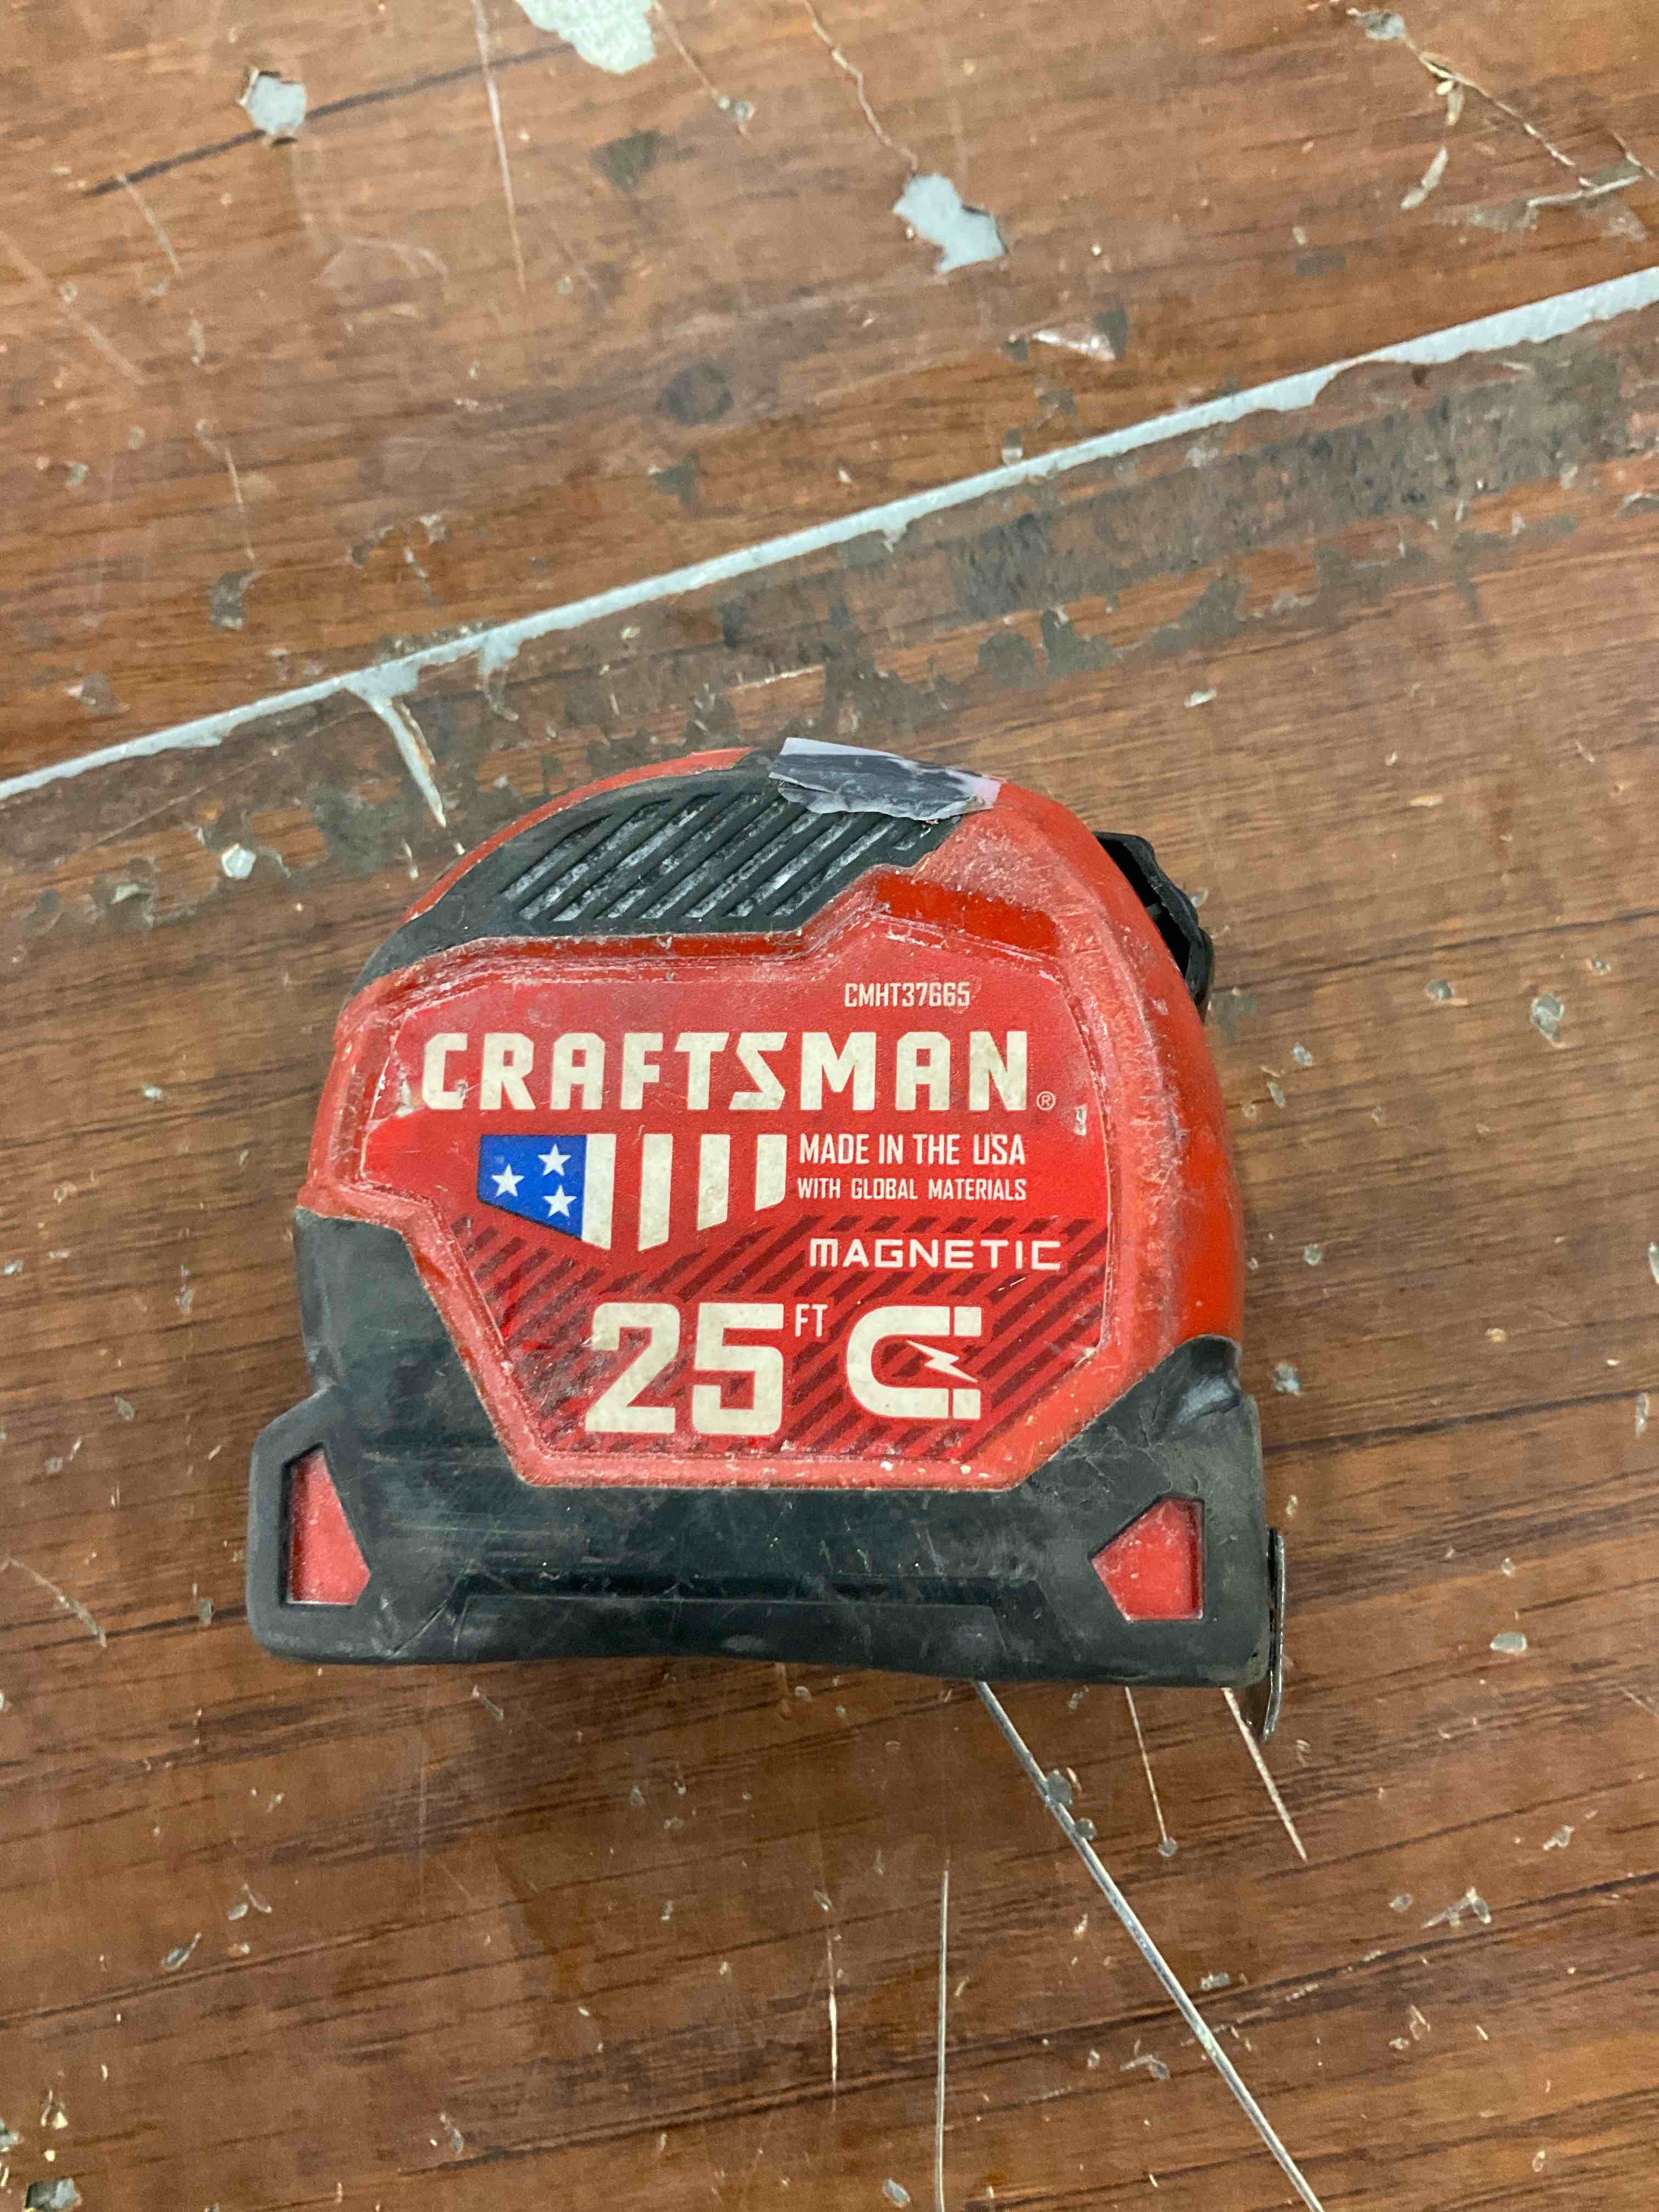 CMHT37665
CRAFTSMAN®
MADE IN THE USA
WITH GLOBAL MATERIALS
MAGNETIC
25 FT